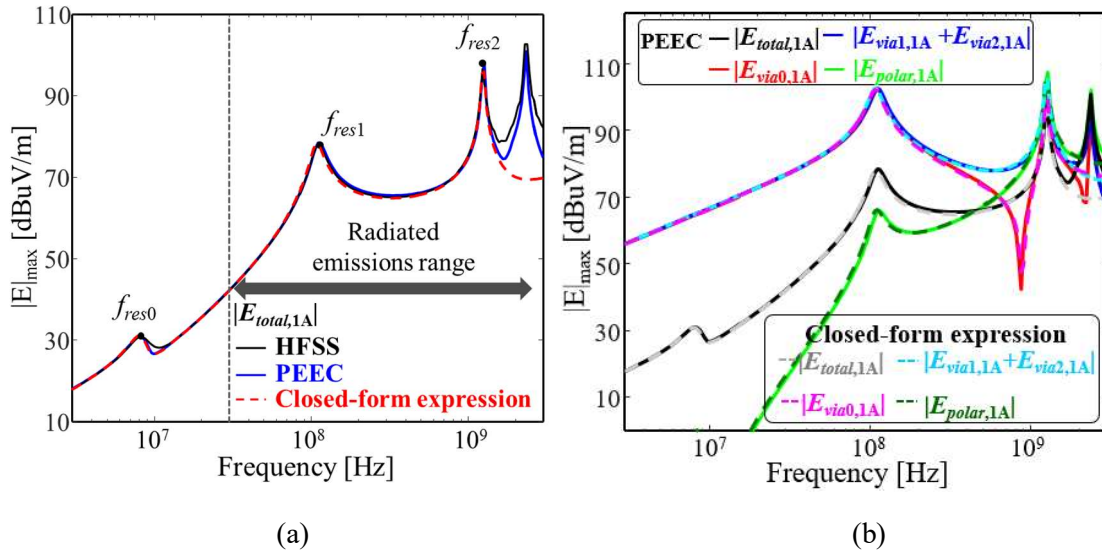 110
90
70
50
30
10
|E|max [dBuV/m]
fres2
fres1
fres0
Radiated
emissions range
|Etotal,1A|
HFSS
PEEC
Closed-form expression
10^7
10^8
10^9
Frequency [Hz]
(a)
PEEC |Etotal,1A| |Evia1,1A +Evia2,1A|
|Evia0,1A| |Epolar,1A|
110
90
70
50
30
10
|E|max [dBuV/m]
Closed-form expression
|Etotal,1A| |Evia1,1A+Evia2,1A|
|Evia0,1A| |Epolar,1A|
10^7
10^8
10^9
Frequency [Hz]
(b)